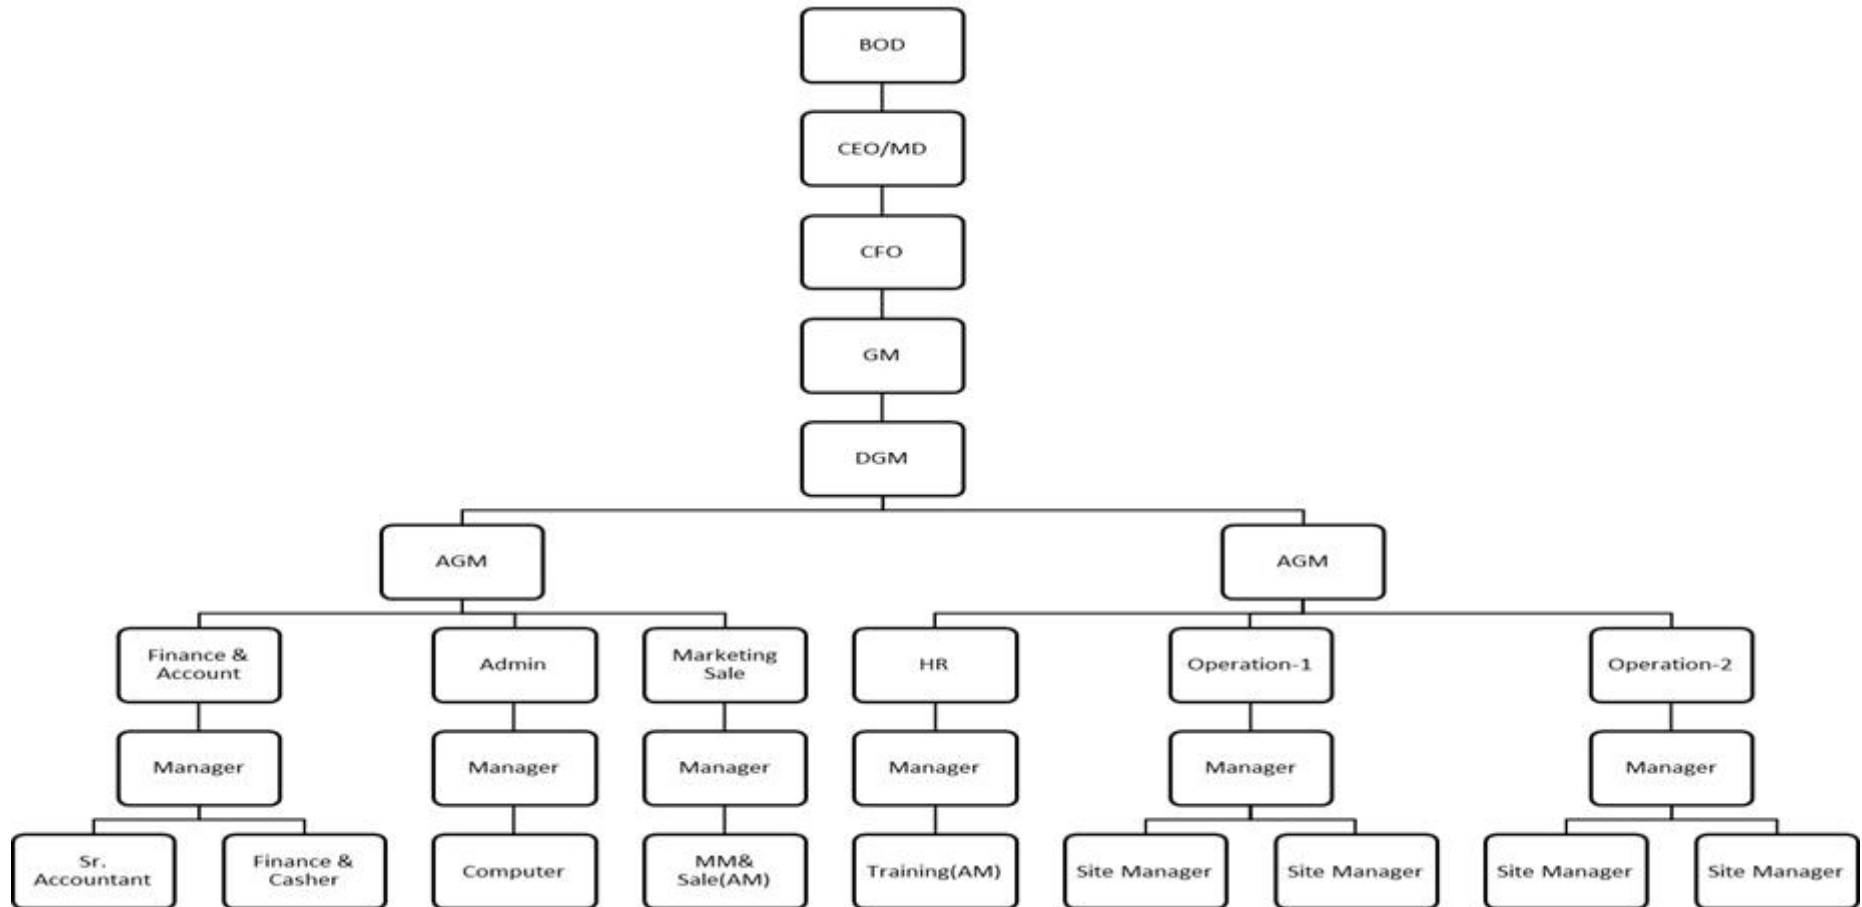 BOD
CEO/MD
CFO
GM
DGM
AGM
AGM
Finance &
Account
Admin
Marketing
Sale
HR
Operation-1
Operation-2
Manager
Manager
Manager
Manager
Manager
Manager
Sr.
Accountant
Finance &
Casher
Computer
MM&
Sale(AM)
Training(AM)
Site Manager
Site Manager
Site Manager
Site Manager